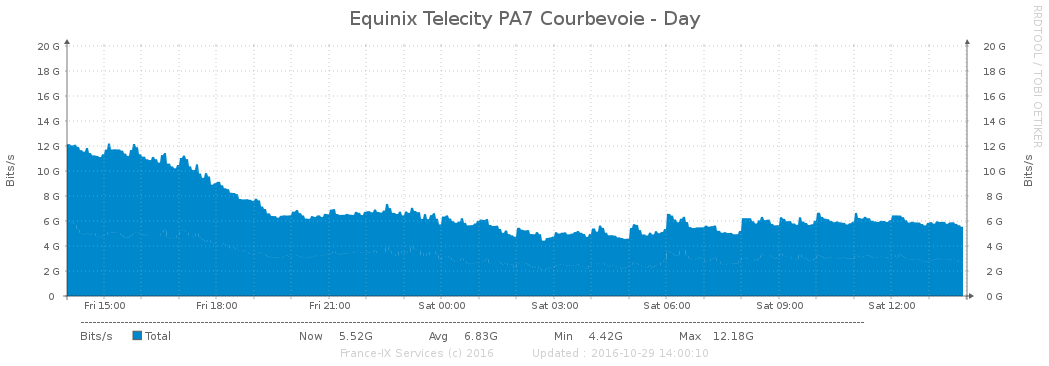 Equinix Telecity PA7 Courbevoie - Day
RRDTOOL / TOBI OETIKER
Bits/s
Bits/s
20 G 20 G
18 G 18 G
16 G 16 G
14 G 14 G
12 G 12 G
10 G 10 G
8 G 8 G
6 G 6 G
4 G 4 G
2 G 2 G
0 0 G
Fri 15:00 Fri 18:00 Fri 21:00 Sat 00:00 Sat 03:00 Sat 06:00 Sat 09:00 Sat 12:00
Bits/s Total Now 5.52G Avg 6.83G Min 4.42G Max 12.18G
France-IX Services (c) 2016 Updated : 2016-10-29 14:00:10